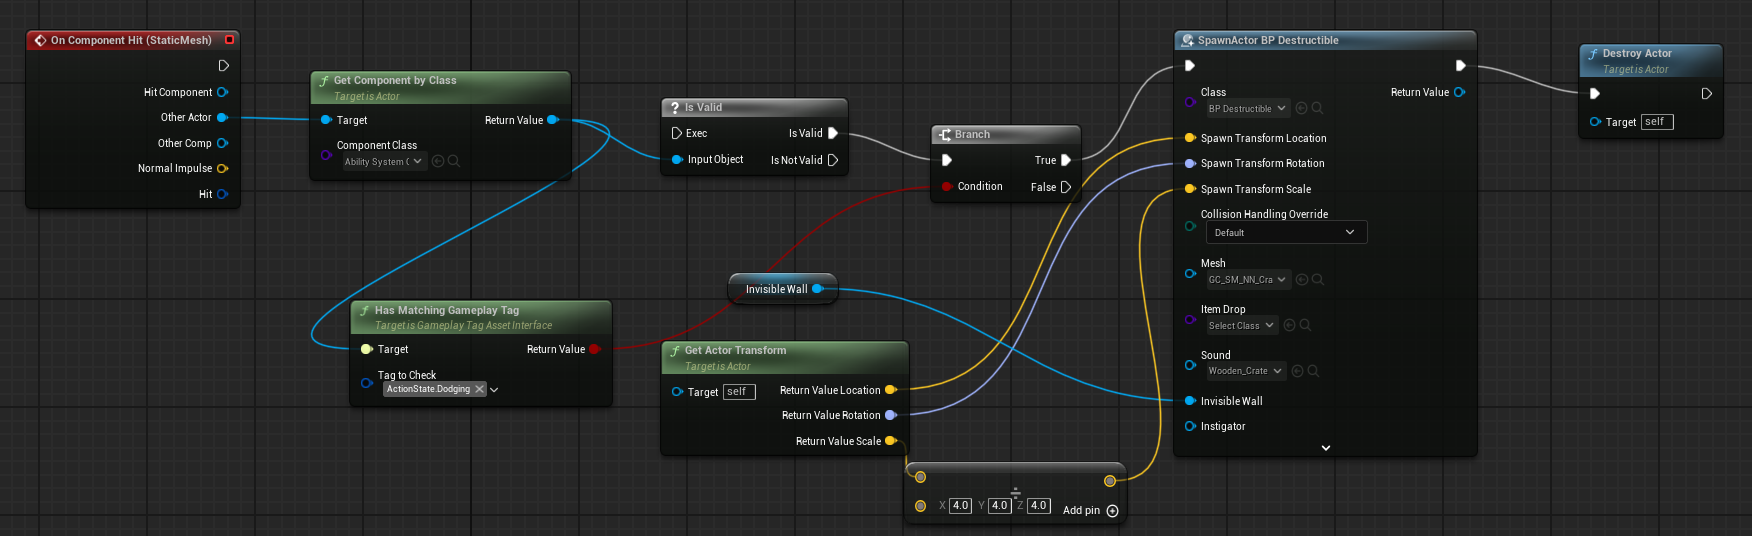 On Component Hit (StaticMesh)
Hit Component
Other Actor
Other Comp
Normal Impulse
Hit
f Get Component by Class
Target is Actor
Target
Return Value
Component Class
Ability System C
? Is Valid
Exec
Is Valid
Input Object
Is Not Valid
Branch
True
Condition
False
SpawnActor BP Destructible
Class
Return Value
BP Destructible
Spawn Transform Location
Spawn Transform Rotation
Spawn Transform Scale
Collision Handling Override
Default
Mesh
GC_SM_NN_Cra
Item Drop
Select Class
Sound
Wooden_Crate
Invisible Wall
Instigator
f Destroy Actor
Target is Actor
Target self
Invisible Wall
f Has Matching Gameplay Tag
Target is Gameplay Tag Asset Interface
Target
Return Value
Tag to Check
ActionState.Dodging
f Get Actor Transform
Target is Actor
Target self
Return Value Location
Return Value Rotation
Return Value Scale
÷
X 4.0 Y 4.0 Z 4.0
Add pin